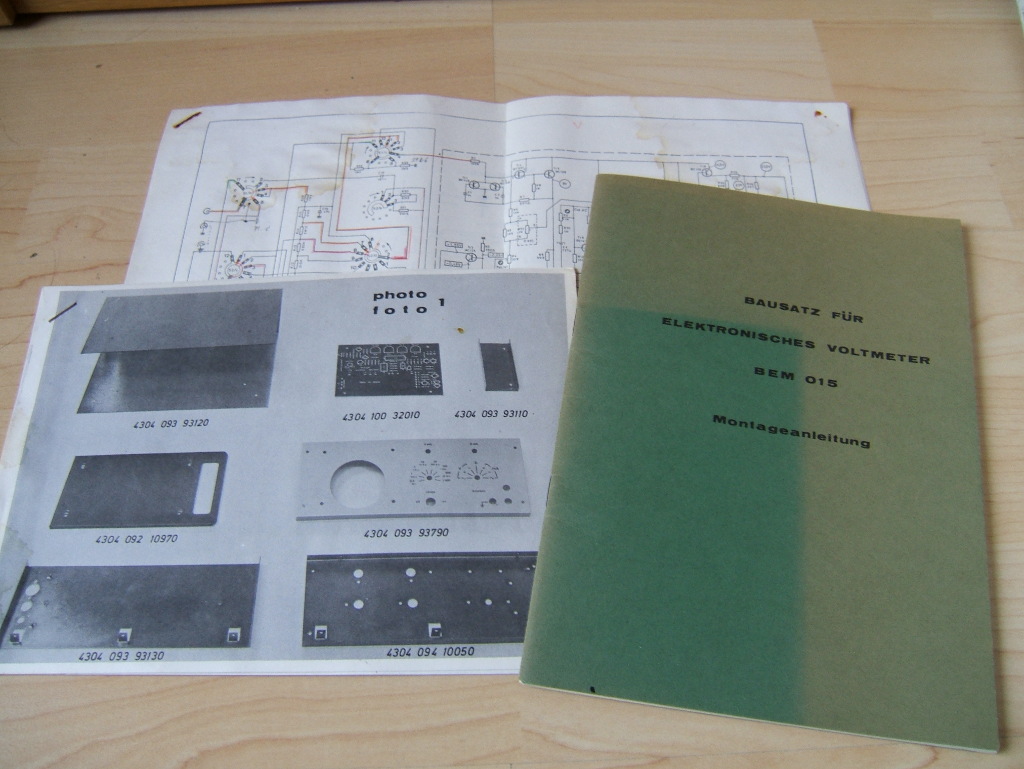 photo 1
foto
4304 100 32010
4304 093 93110
4304 093 93120
4304 092 10970
4304 093 93790
4304 093 93130
4304 094 10050
BAUSATZ FÜR
ELEKTRONISCHES VOLTMETER
BEM 015
Montageanleitung